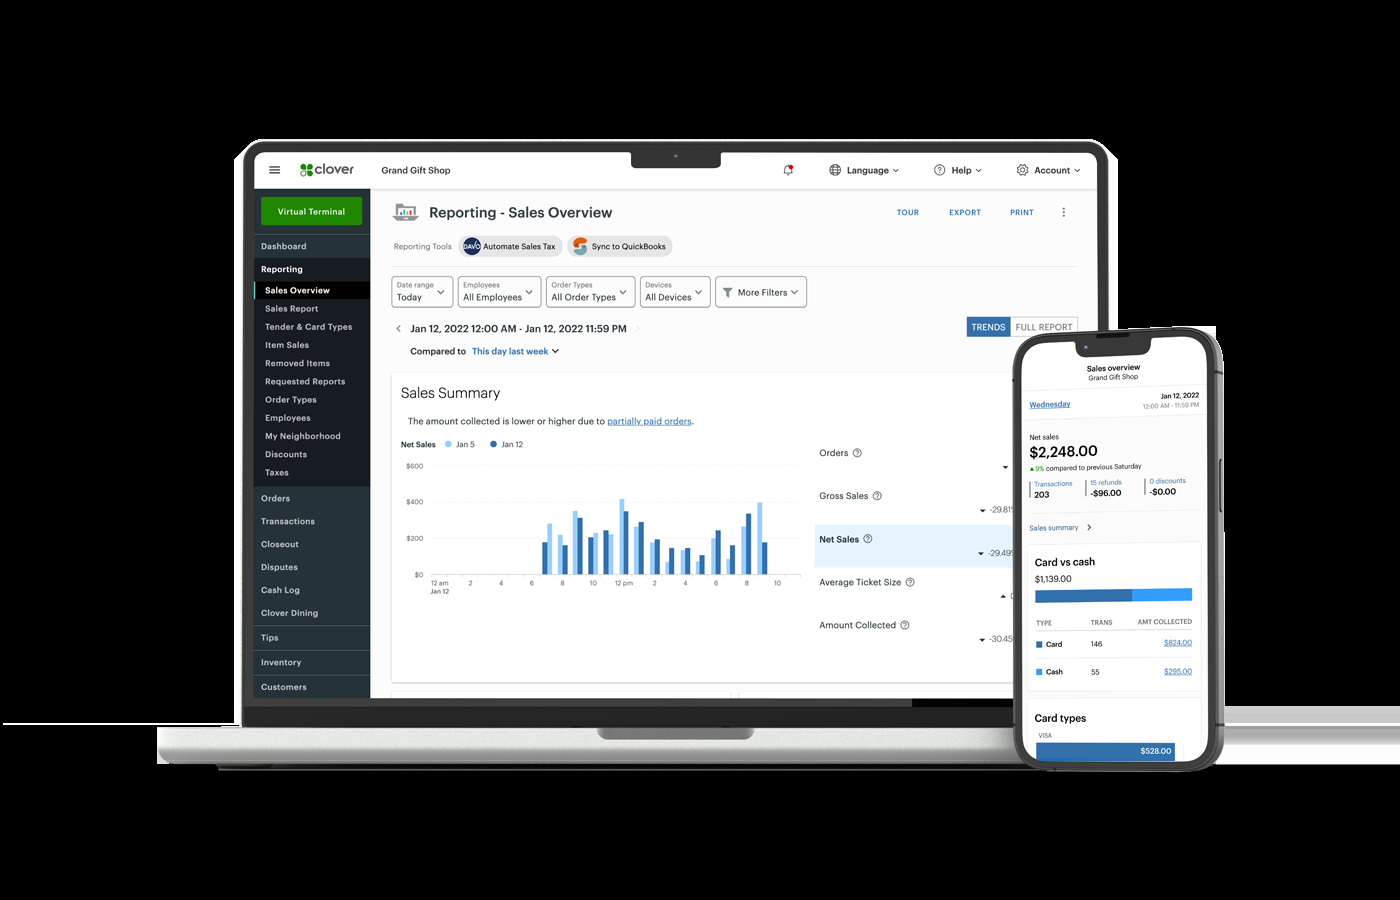 clover
Grand Gift Shop
Language
Help
Account
Virtual Terminal
Dashboard
Reporting
Sales Overview
Sales Report
Tender & Card Types
Item Sales
Removed Items
Requested Reports
Order Types
Employees
My Neighborhood
Discounts
Taxes
Orders
Transactions
Closeout
Disputes
Cash Log
Clover Dining
Tips
Inventory
Customers
Reporting - Sales Overview
TOUR
EXPORT
PRINT
Reporting Tools
DAVO Automate Sales Tax
Sync to QuickBooks
Date range
Today
Employees
All Employees
Order Types
All Order Types
Devices
All Devices
More Filters
Jan 12, 2022 12:00 AM - Jan 12, 2022 11:59 PM
TRENDS FULL REPORT
Compared to This day last week
Sales Summary
The amount collected is lower or higher due to partially paid orders.
Net Sales Jan 5 Jan 12
$600
$400
$200
$0
12 am 2 4 6 8 10 12 pm 2 4 6 8 10
Jan 12
Orders
Gross Sales
-29.81
Net Sales
-29.49
Average Ticket Size
Amount Collected
-30.45
Sales overview
Grand Gift Shop
Wednesday
Jan 12, 2022
12:00 AM - 11:59 PM
Net sales
$2,248.00
9% compared to previous Saturday
Transactions
203
15 refunds
-$96.00
0 discounts
-$0.00
Sales summary
Card vs cash
$1,139.00
TYPE TRANS AMT COLLECTED
Card 146 $824.00
Cash 55 $295.00
Card types
VISA
$528.00